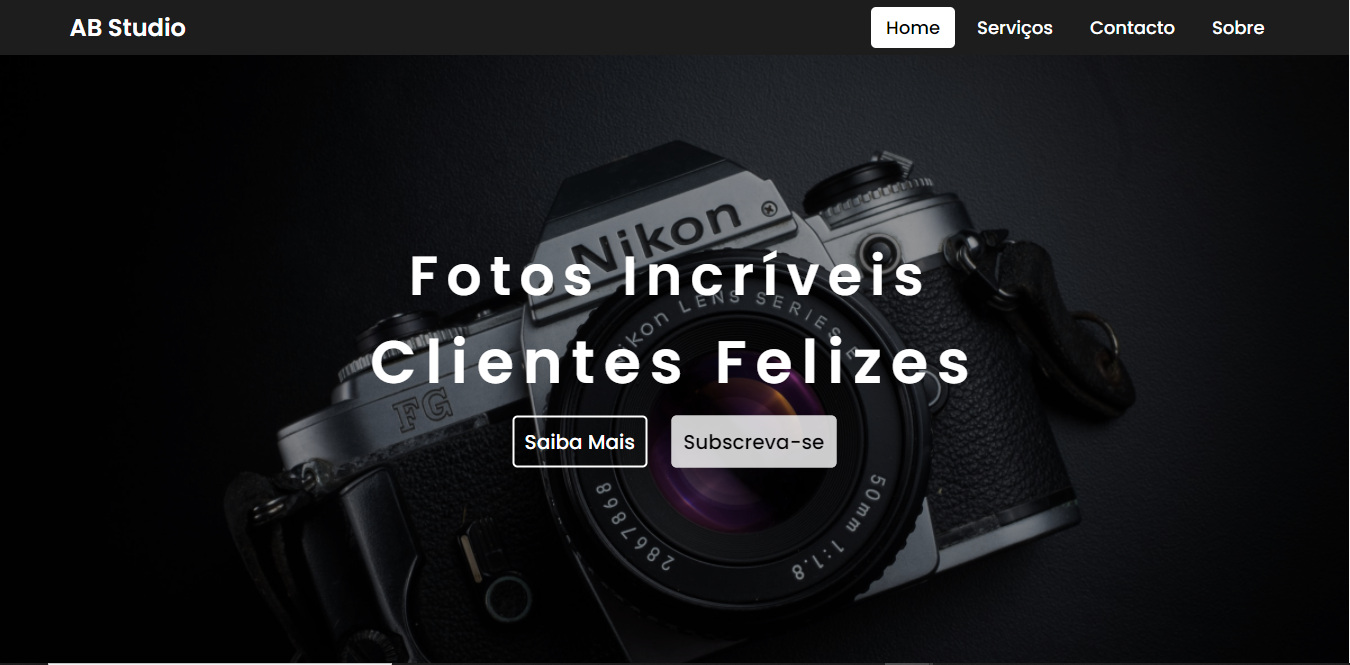 AB Studio
Home Serviços Contacto Sobre
Nikon
Fotos Incríveis
Nikon LENS SERIES E
Clientes Felizes
FG
Saiba Mais Subscreva-se
50mm 1:1.8
2867868